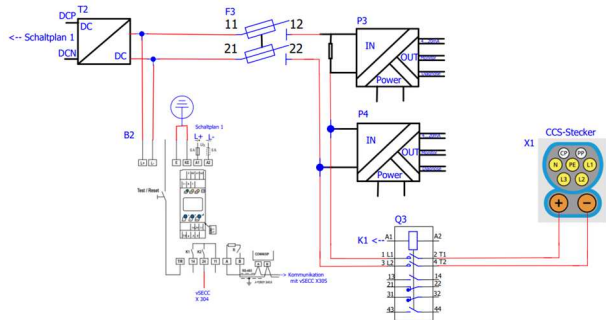 DCP T2
DC
<-- Schaltplan 1
DCN
DC
F3
11 12
21 22
P3
IN
OUT
Power
P4
IN
OUT
Power
CCS-Stecker
X1
CP PP
N PE L1
L3 L2
+ −
B2
Schaltplan 1
L+ L-
L+ L-
E KE A1 A2
Test / Reset
Q3
K1 <-- A1 A2
1 L1 2 T1
3 L2 4 T2
13 14
21 22
31 32
43 44
A B
vSECC
X 304
Kommunikation
mit vSECC X305